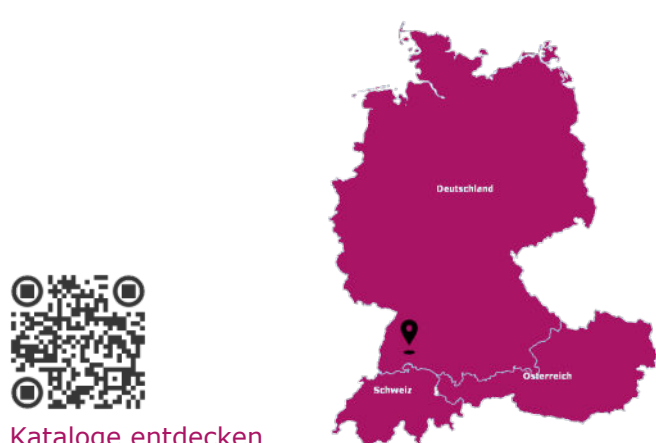 Deutschland
Schweiz
Österreich
Kataloge entdecken